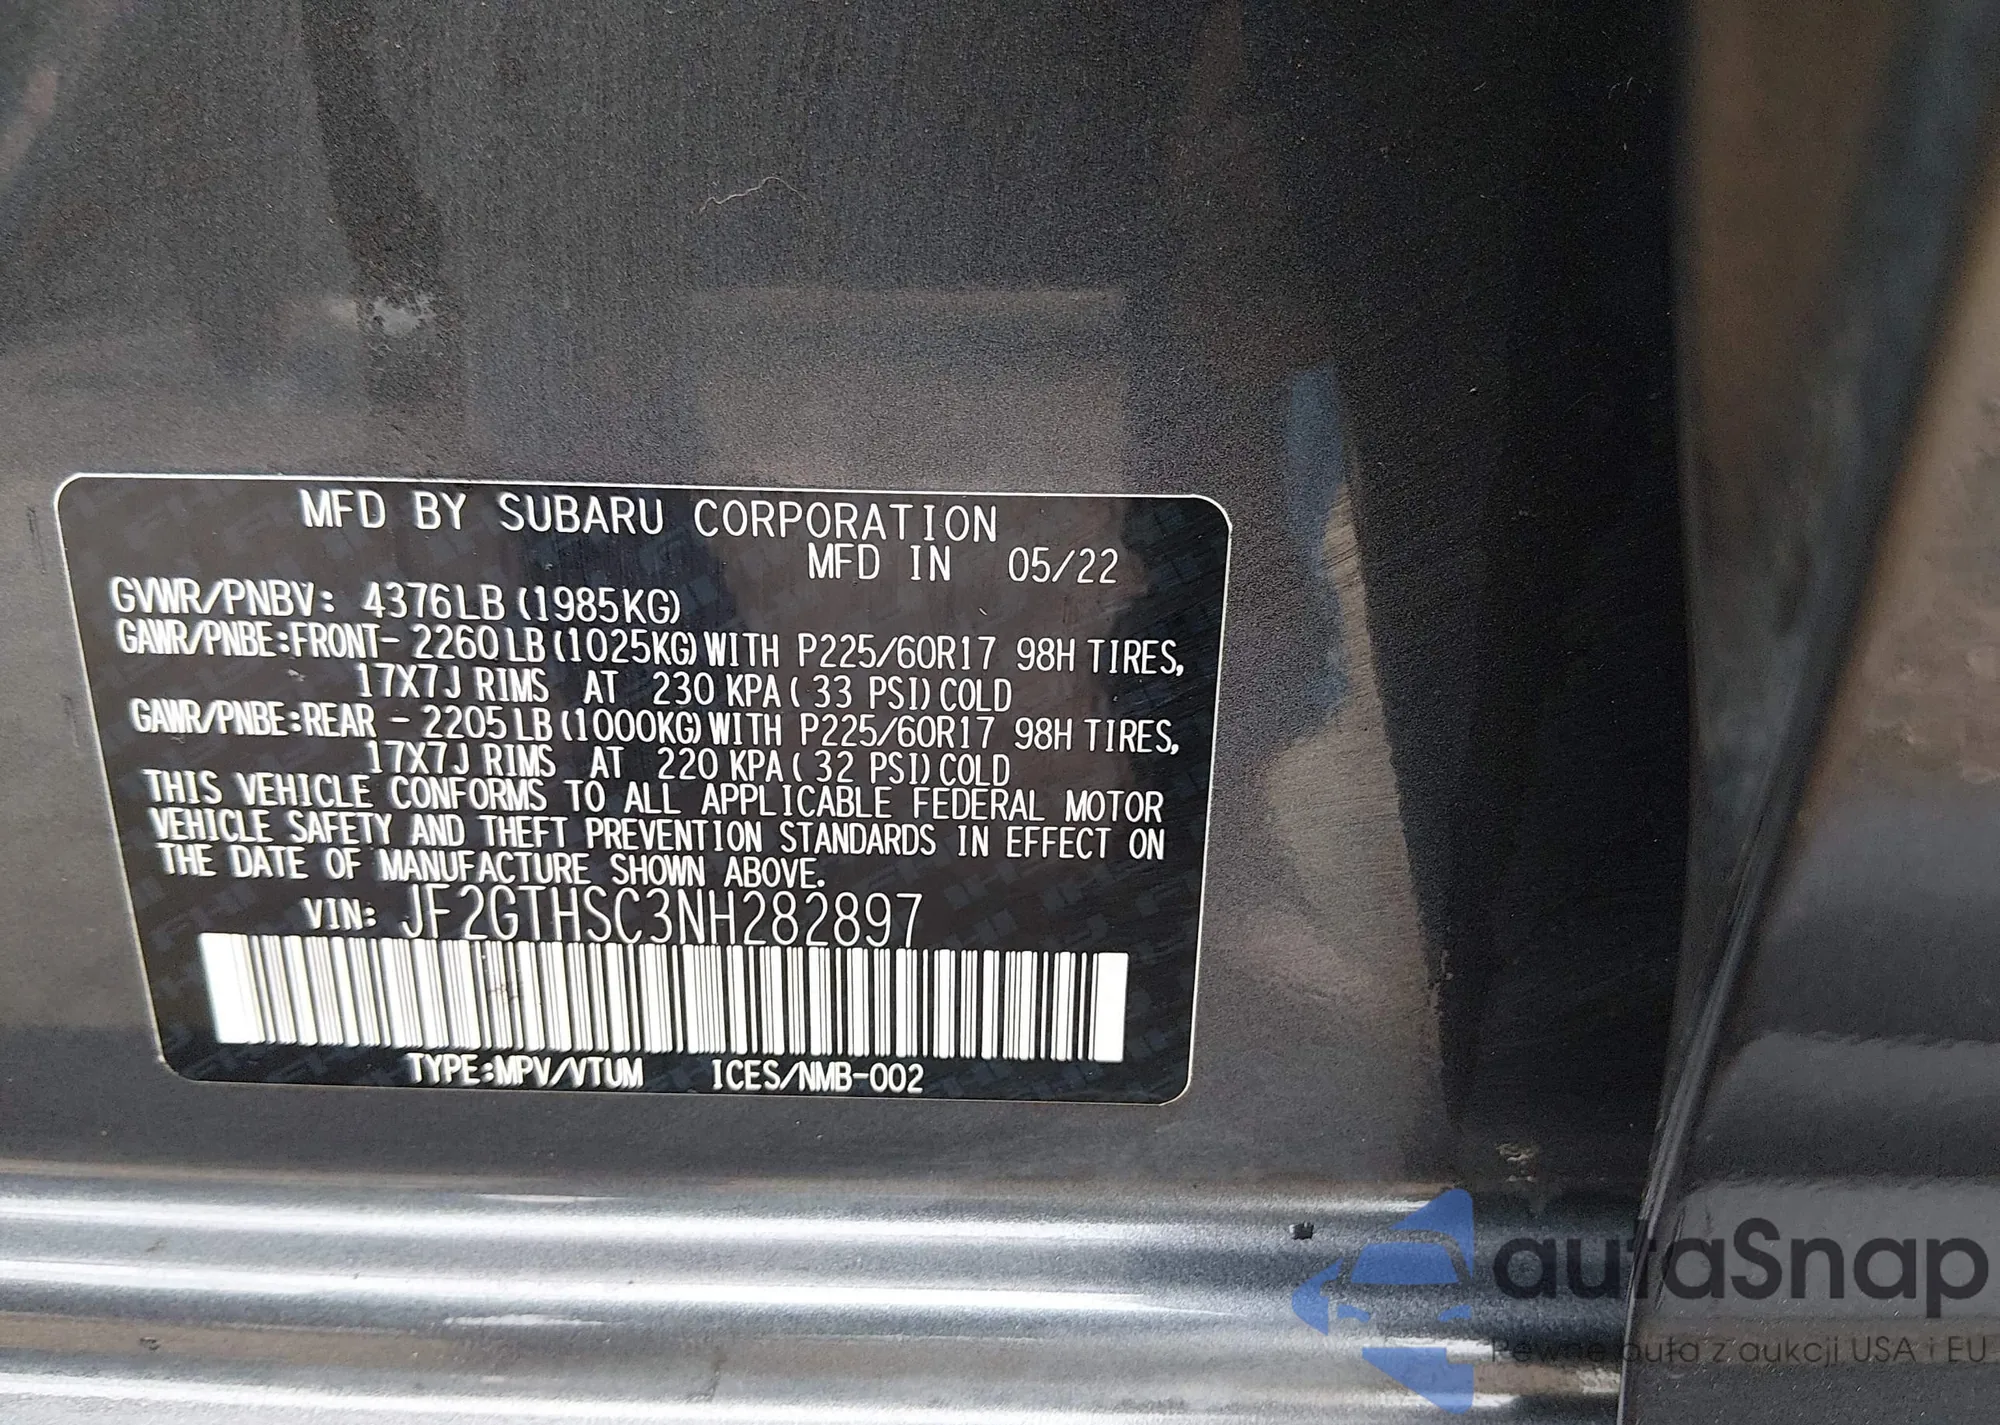 MFD BY SUBARU CORPORATION
MFD IN 05/22
GVWR/PNBV: 4376LB (1985KG)
GAWR/PNBE:FRONT- 2260LB (1025KG) WITH P225/60R17 98H TIRES,
17X7J RIMS AT 230 KPA ( 33 PSI) COLD
GAWR/PNBE:REAR - 2205LB (1000KG) WITH P225/60R17 98H TIRES,
17X7J RIMS AT 220 KPA ( 32 PSI) COLD
THIS VEHICLE CONFORMS TO ALL APPLICABLE FEDERAL MOTOR
VEHICLE SAFETY AND THEFT PREVENTION STANDARDS IN EFFECT ON
THE DATE OF MANUFACTURE SHOWN ABOVE.
VIN: JF2GTHSC3NH282897
TYPE:MPV/VTUM ICES/NMB-002
autaSnap
Pewne auta z aukcji USA i EU